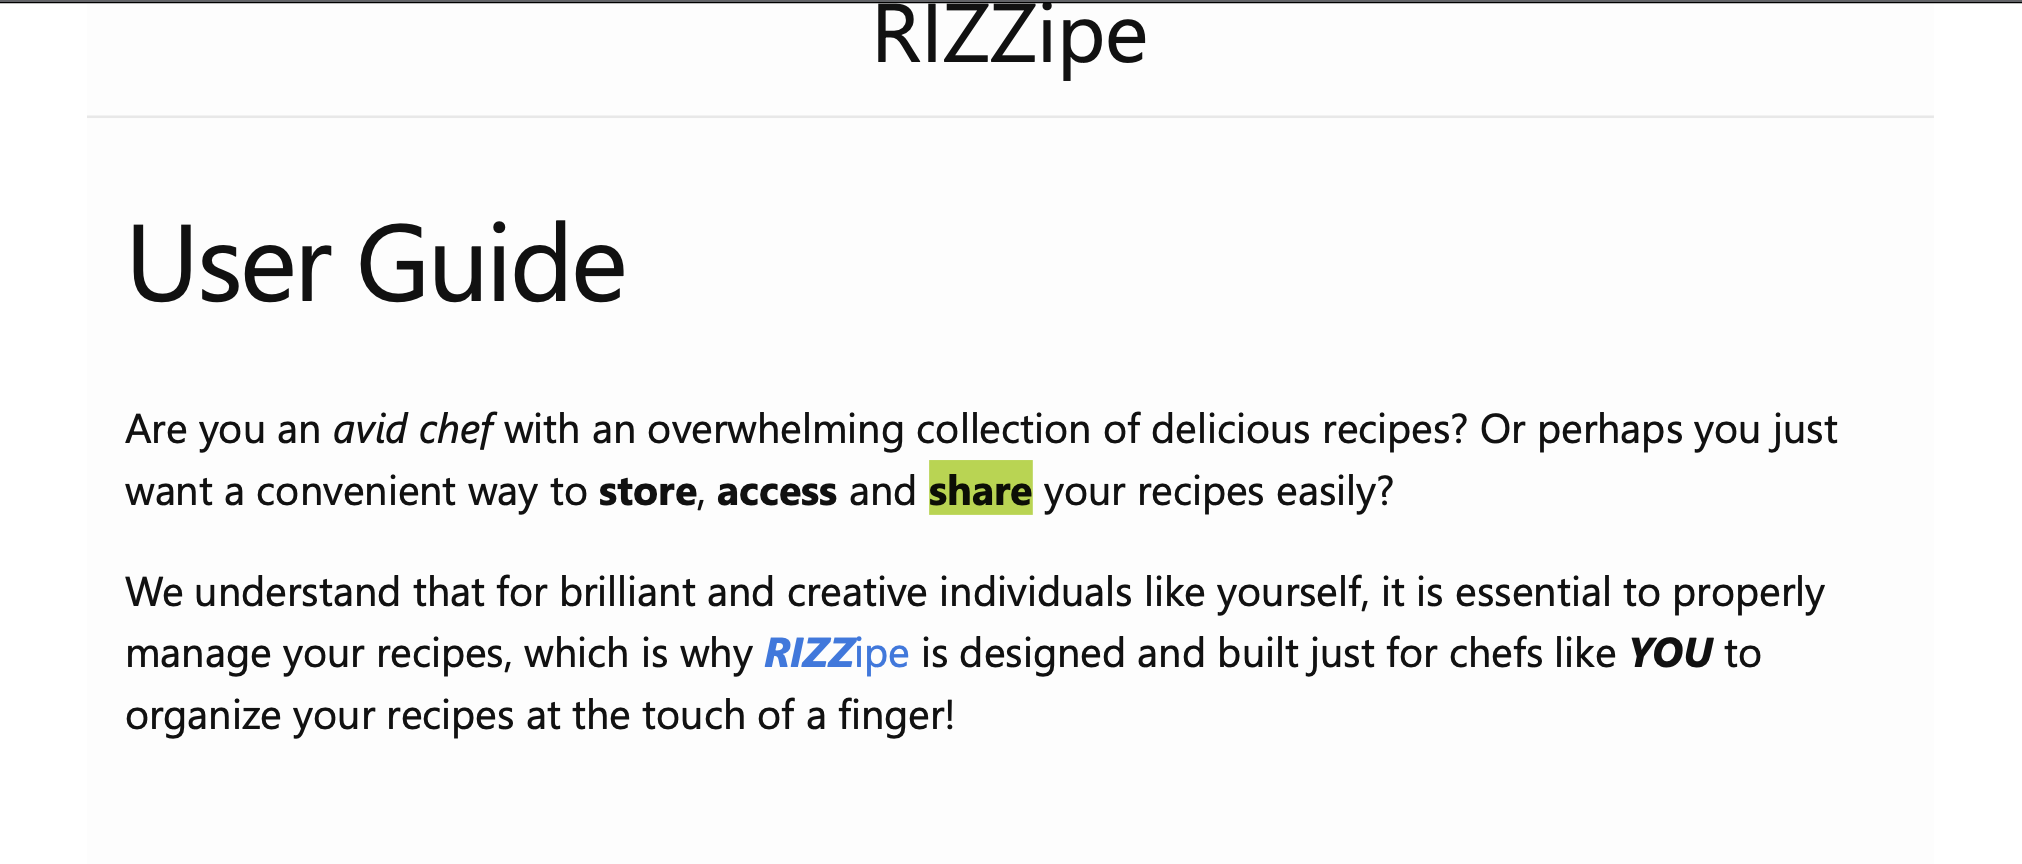 RIZZipe
User Guide
Are you an avid chef with an overwhelming collection of delicious recipes? Or perhaps you just
want a convenient way to store, access and share your recipes easily?
We understand that for brilliant and creative individuals like yourself, it is essential to properly
manage your recipes, which is why RIZZipe is designed and built just for chefs like YOU to
organize your recipes at the touch of a finger!